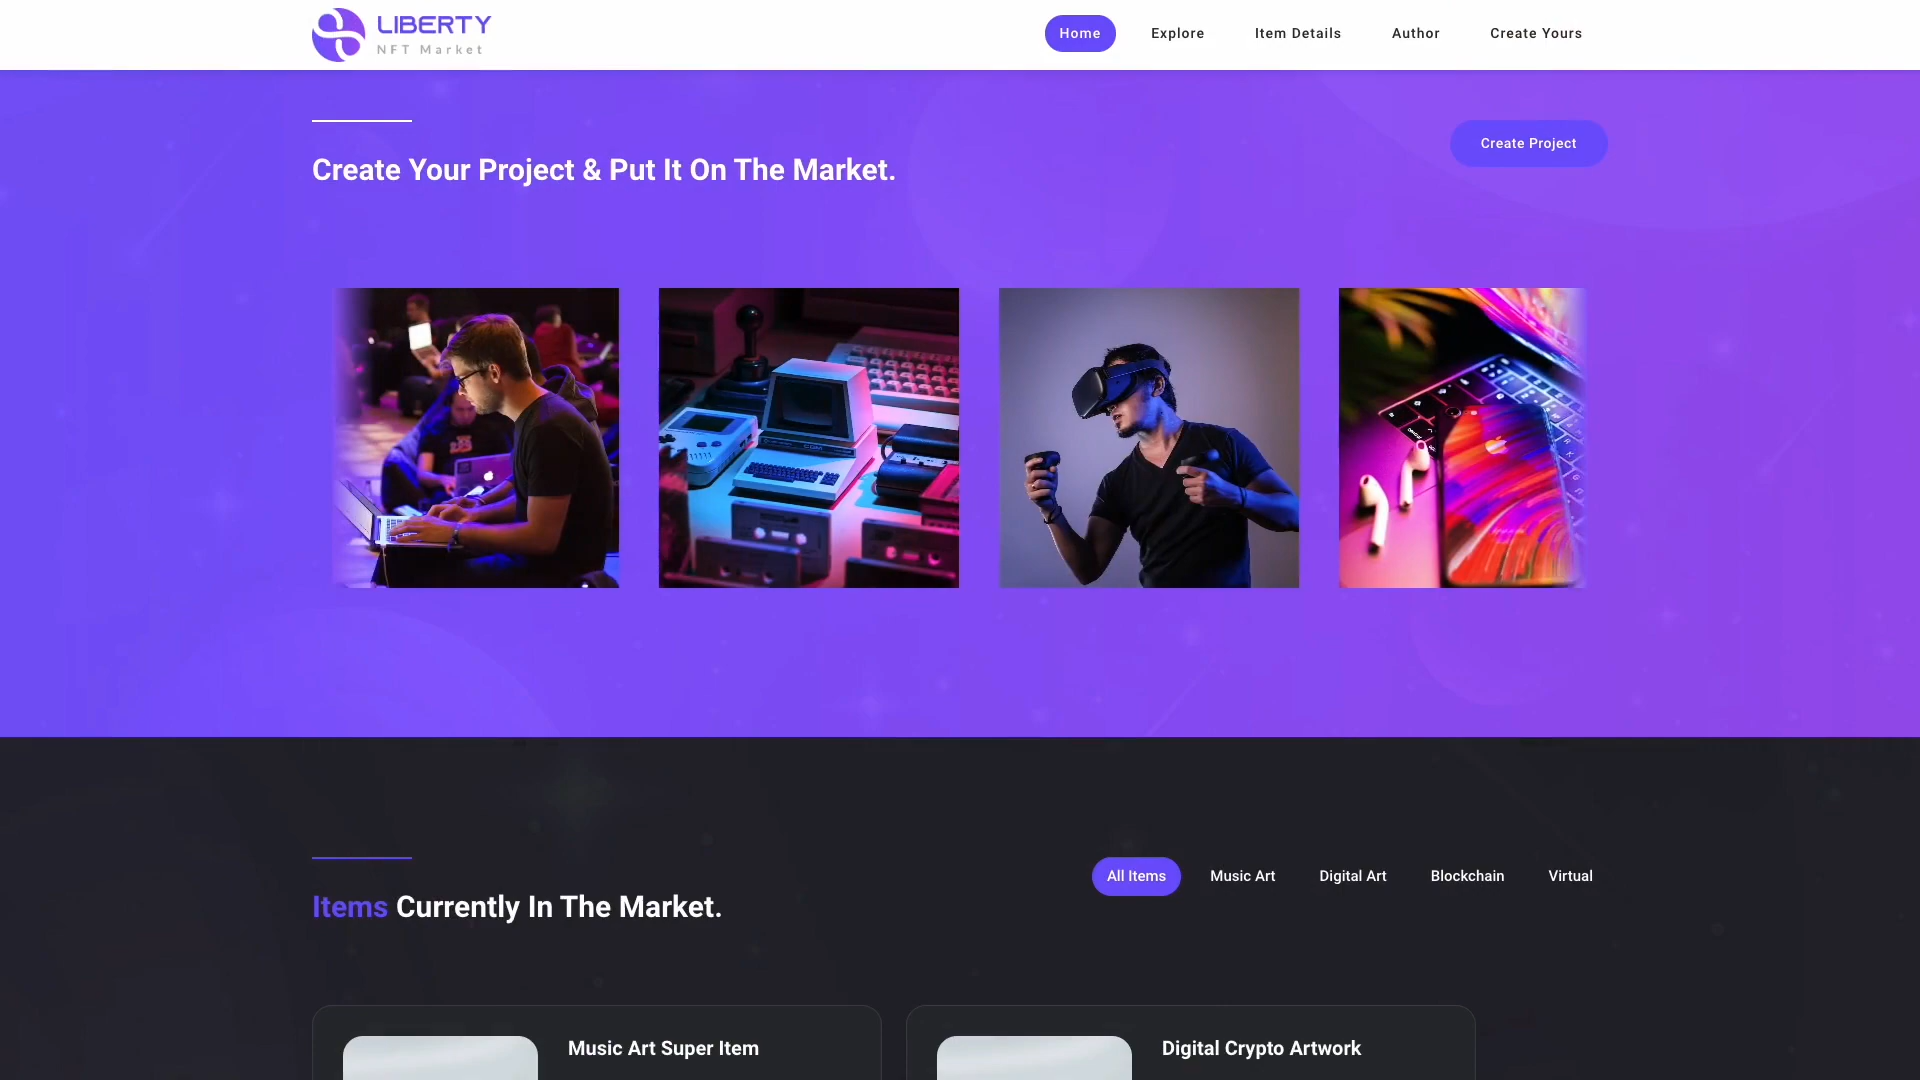 LIBERTY
NFT Market
Home
Explore
Item Details
Author
Create Yours
Create Your Project & Put It On The Market.
Create Project
Items Currently In The Market.
All Items
Music Art
Digital Art
Blockchain
Virtual
Music Art Super Item
Digital Crypto Artwork